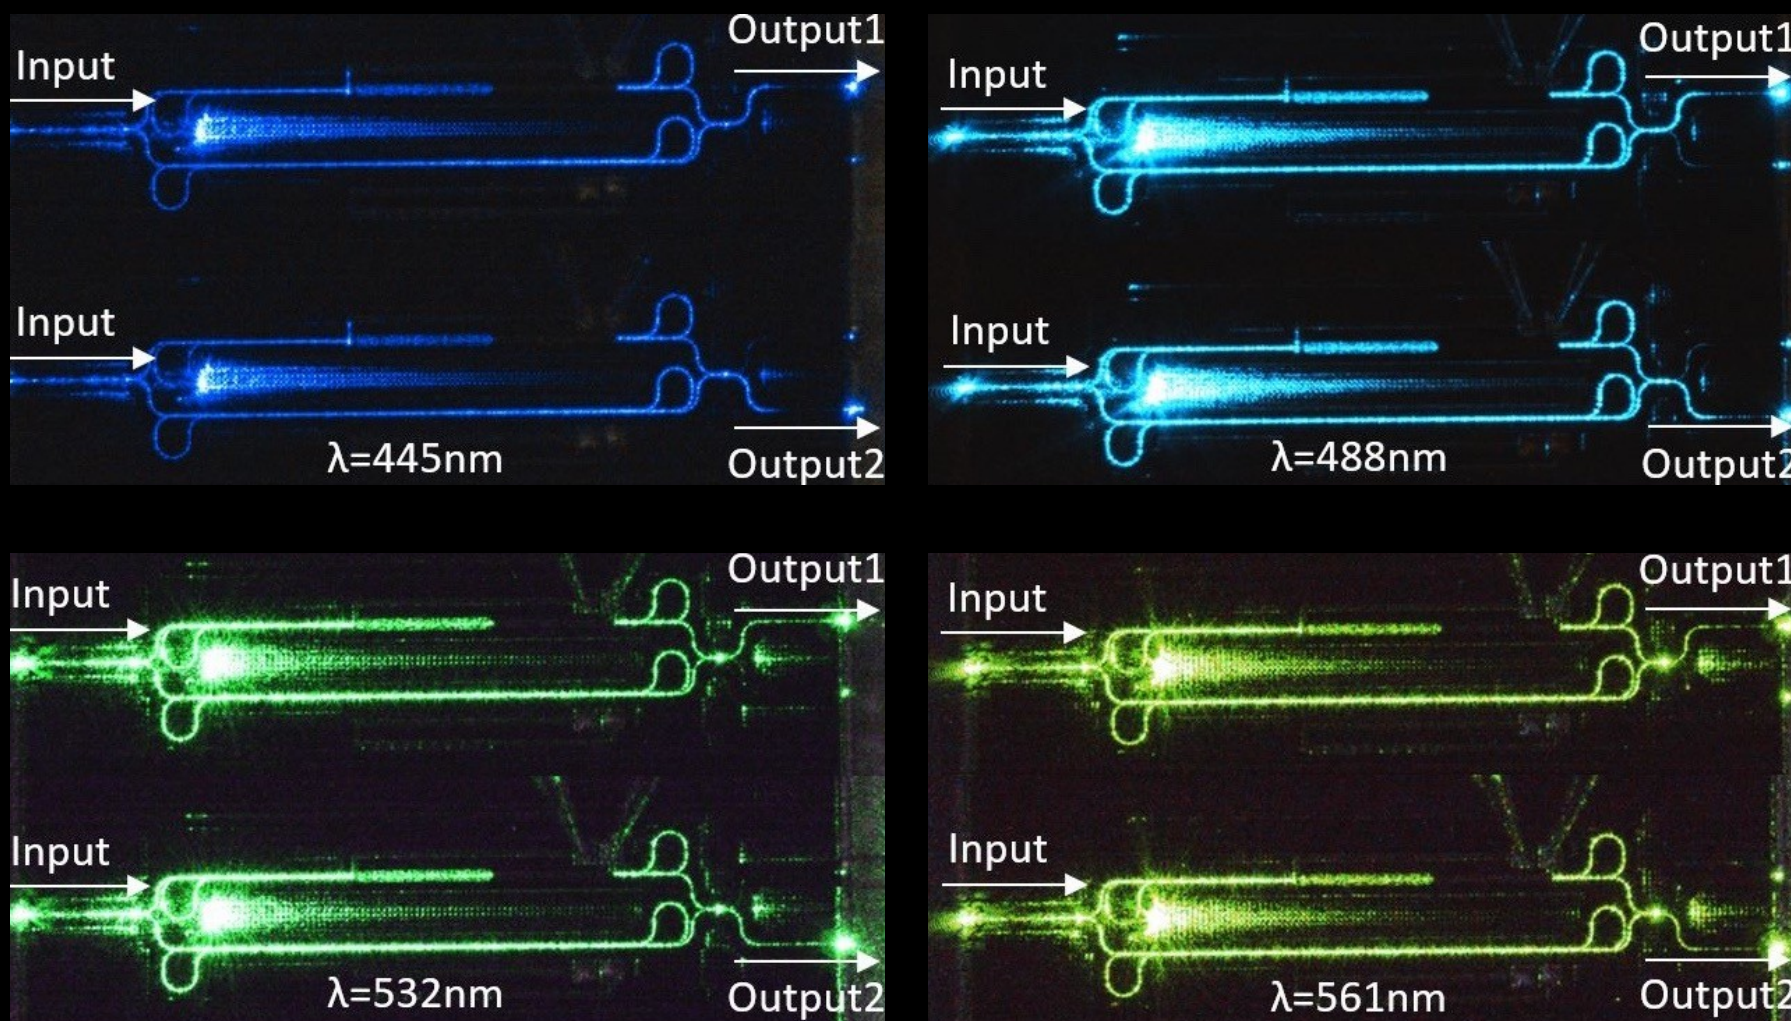 Output1
Input
Input
λ=445nm
Output2
Output1
Input
Input
λ=488nm
Output2
Output1
Input
Input
λ=532nm
Output2
Output1
Input
Input
λ=561nm
Output2